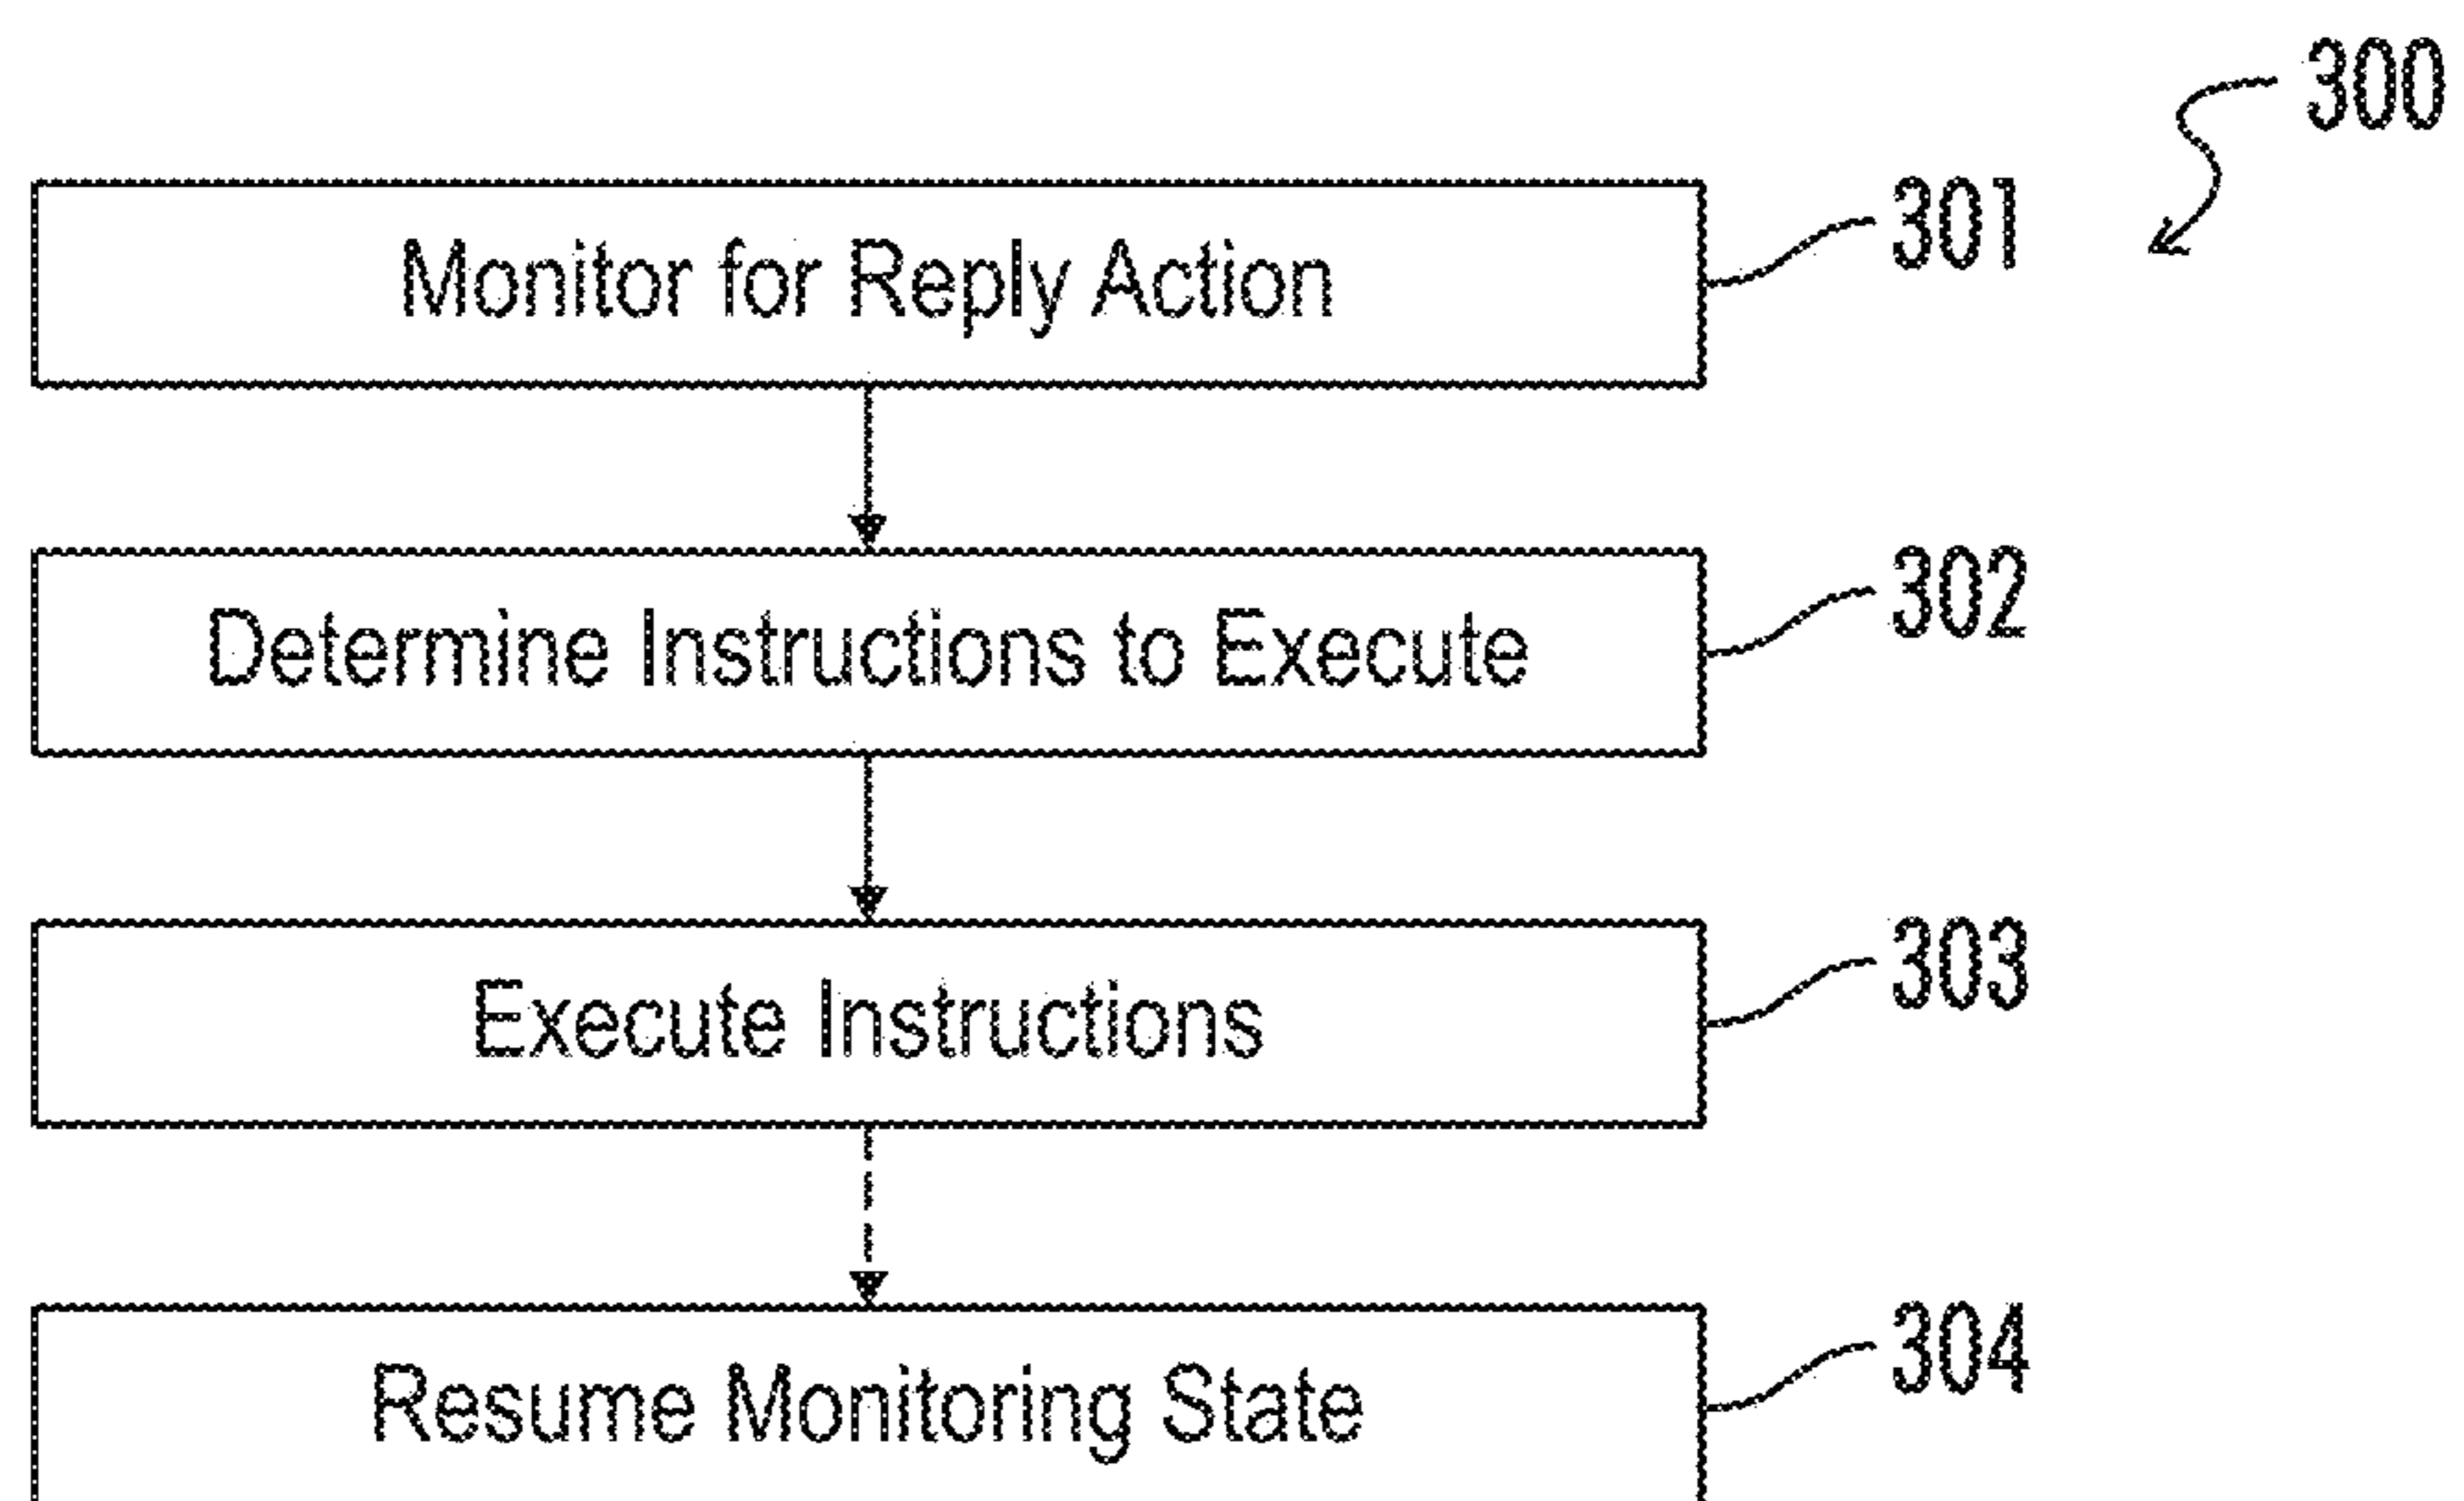 300
Monitor for Reply Action 301
Determine Instructions to Execute 302
Execute Instructions 303
Resume Monitoring State 304